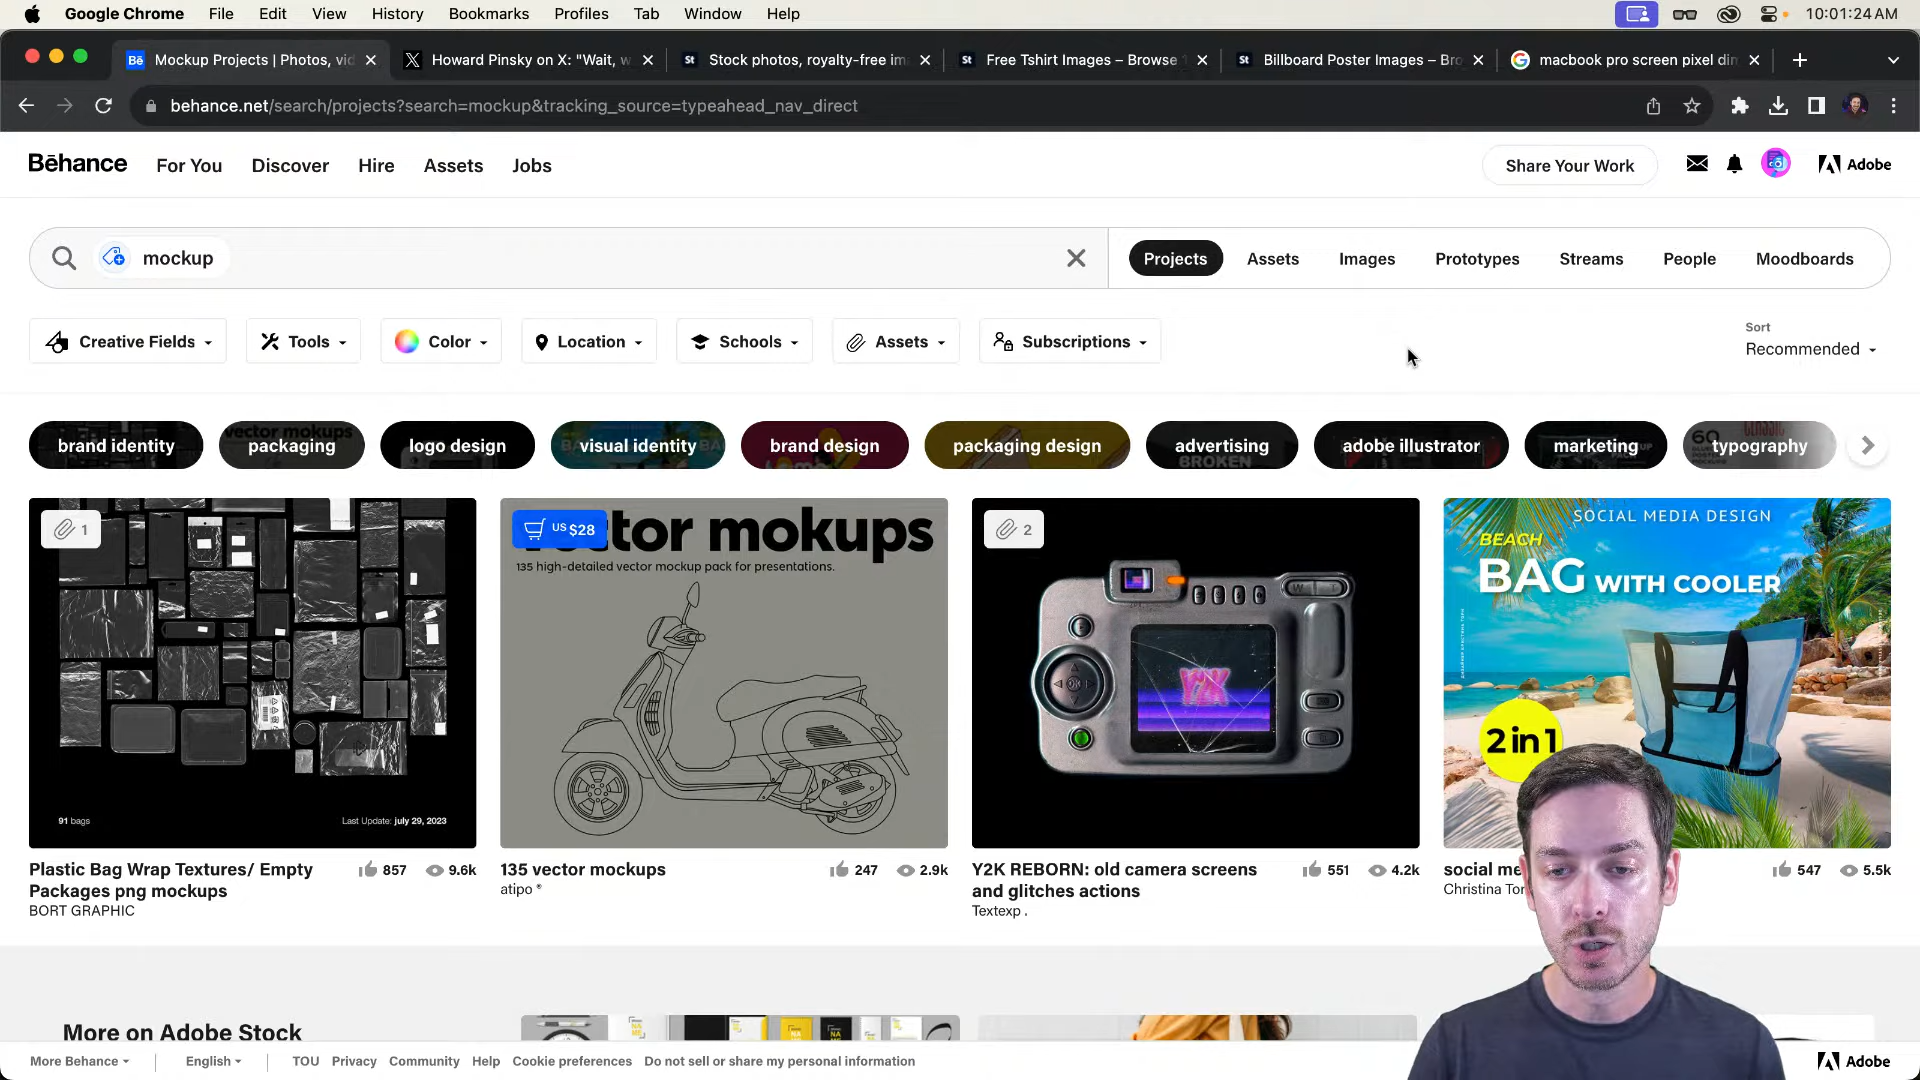 Google Chrome File Edit View History Bookmarks Profiles Tab Window Help 10:01:24 AM
Bē Mockup Projects | Photos, vid
Howard Pinsky on X: "Wait, w
St Stock photos, royalty-free im
St Free Tshirt Images – Browse
St Billboard Poster Images – Bro
macbook pro screen pixel dim
behance.net/search/projects?search=mockup&tracking_source=typeahead_nav_direct
Bēhance For You Discover Hire Assets Jobs Share Your Work Adobe
mockup Projects Assets Images Prototypes Streams People Moodboards
Creative Fields Tools Color Location Schools Assets Subscriptions
Sort
Recommended
brand identity packaging logo design visual identity brand design packaging design advertising adobe illustrator marketing typography
1
91 bags Last Update: july 29, 2023
US $28
ctor mokups
135 high-detailed vector mockup pack for presentations.
2
W
OK
SOCIAL MEDIA DESIGN
BEACH
BAG WITH COOLER
2 in 1
Plastic Bag Wrap Textures/ Empty
Packages png mockups
857 9.6k
BORT GRAPHIC
135 vector mockups 247 2.9k
atipo ®
Y2K REBORN: old camera screens
and glitches actions
551 4.2k
Textexp .
social me 547 5.5k
Christina Tor
More on Adobe Stock
More Behance English TOU Privacy Community Help Cookie preferences Do not sell or share my personal information Adobe